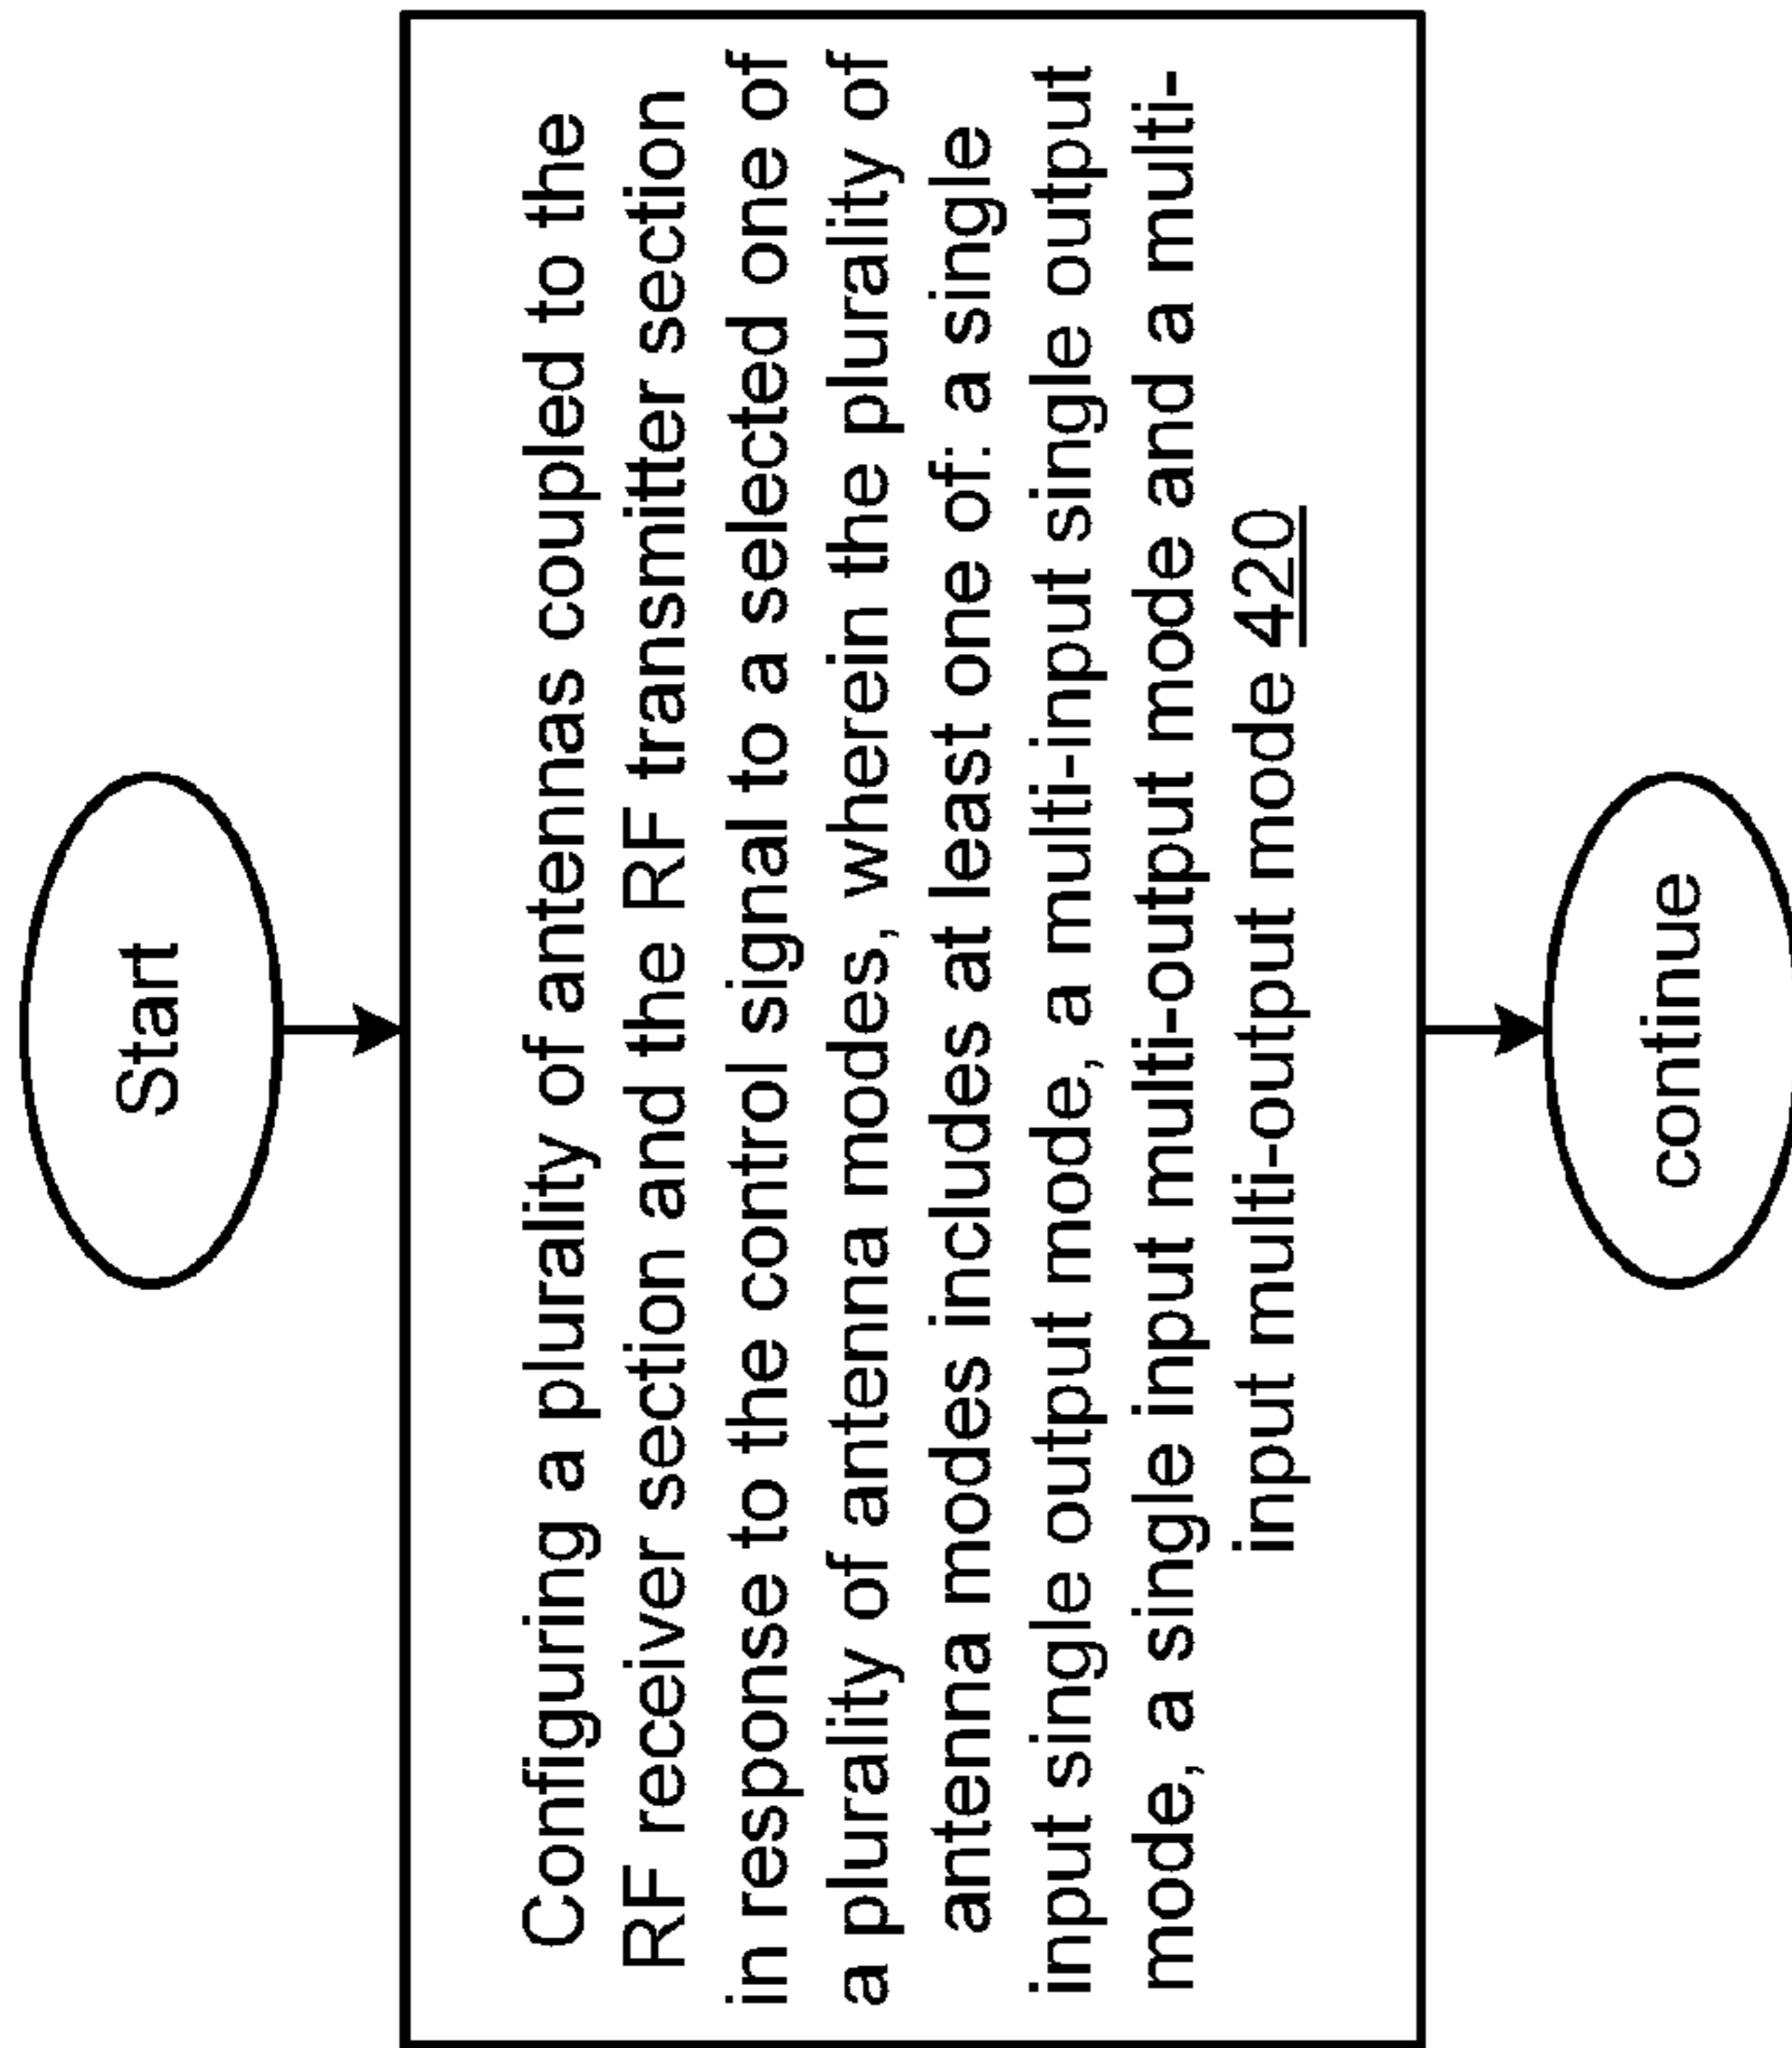 Start
Configuring a plurality of antennas coupled to the
RF receiver section and the RF transmitter section
in response to the control signal to a selected one of
a plurality of antenna modes, wherein the plurality of
antenna modes includes at least one of: a single
input single output mode, a multi-input single output
mode, a single input multi-output mode and a multi-
input multi-output mode 420
continue